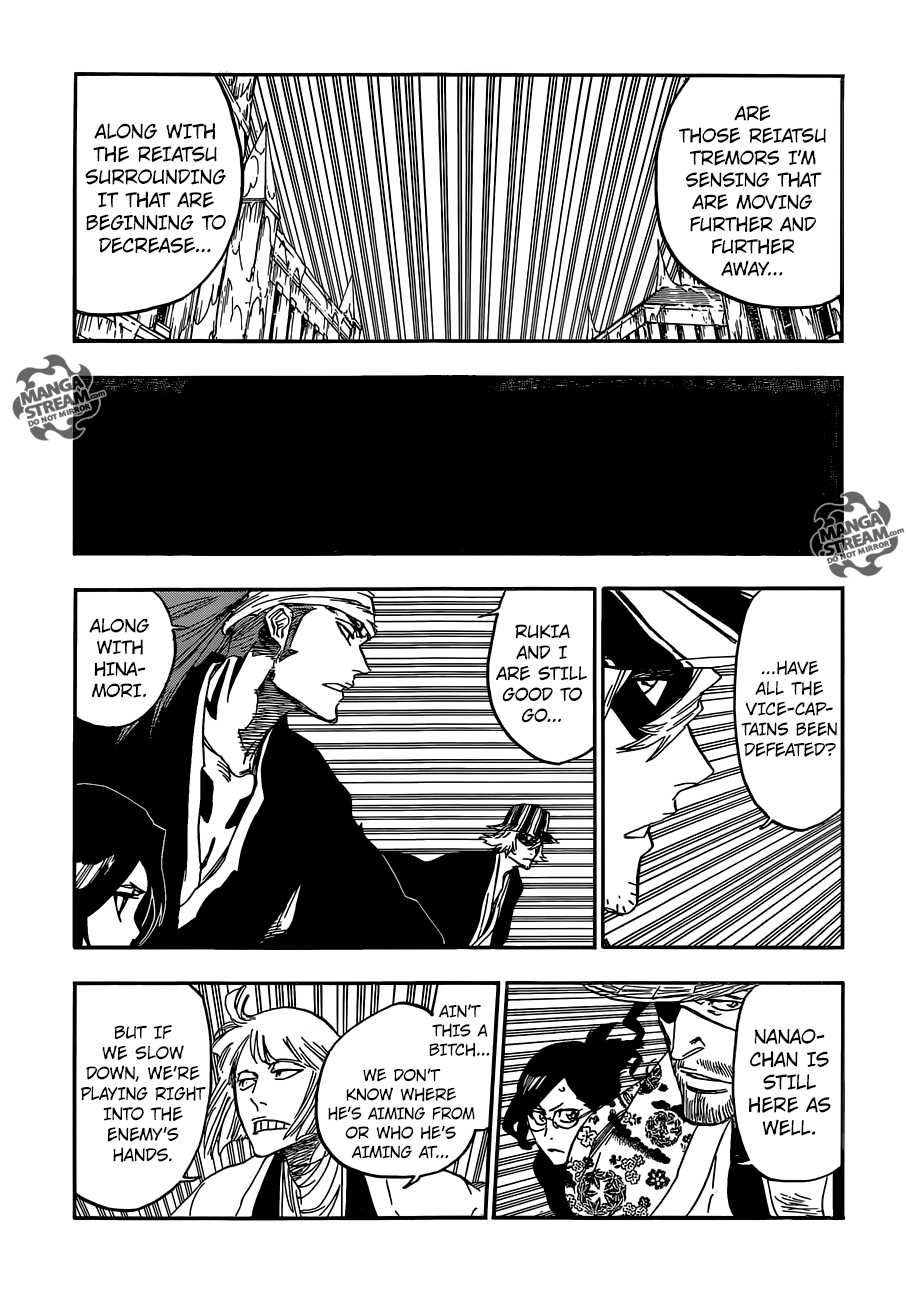 ARE
THOSE REIATSU
TREMORS I'M
SENSING THAT
ARE MOVING
FURTHER AND
FURTHER
AWAY...
ALONG WITH
THE REIATSU
SURROUNDING
IT THAT ARE
BEGINNING TO
DECREASE...
MANGA
STREAM.com
DO NOT MIRROR
MANGA
STREAM.com
DO NOT MIRROR
...HAVE
ALL THE
VICE-CAP-
TAINS BEEN
DEFEATED?
RUKIA
AND I
ARE STILL
GOOD TO
GO...
ALONG
WITH
HINA-
MORI.
NANAO-
CHAN IS
STILL
HERE AS
WELL.
AIN'T
THIS A
BITCH...
WE DON'T
KNOW WHERE
HE'S AIMING FROM
OR WHO HE'S
AIMING AT...
BUT IF
WE SLOW
DOWN, WE'RE
PLAYING RIGHT
INTO THE
ENEMY'S
HANDS.